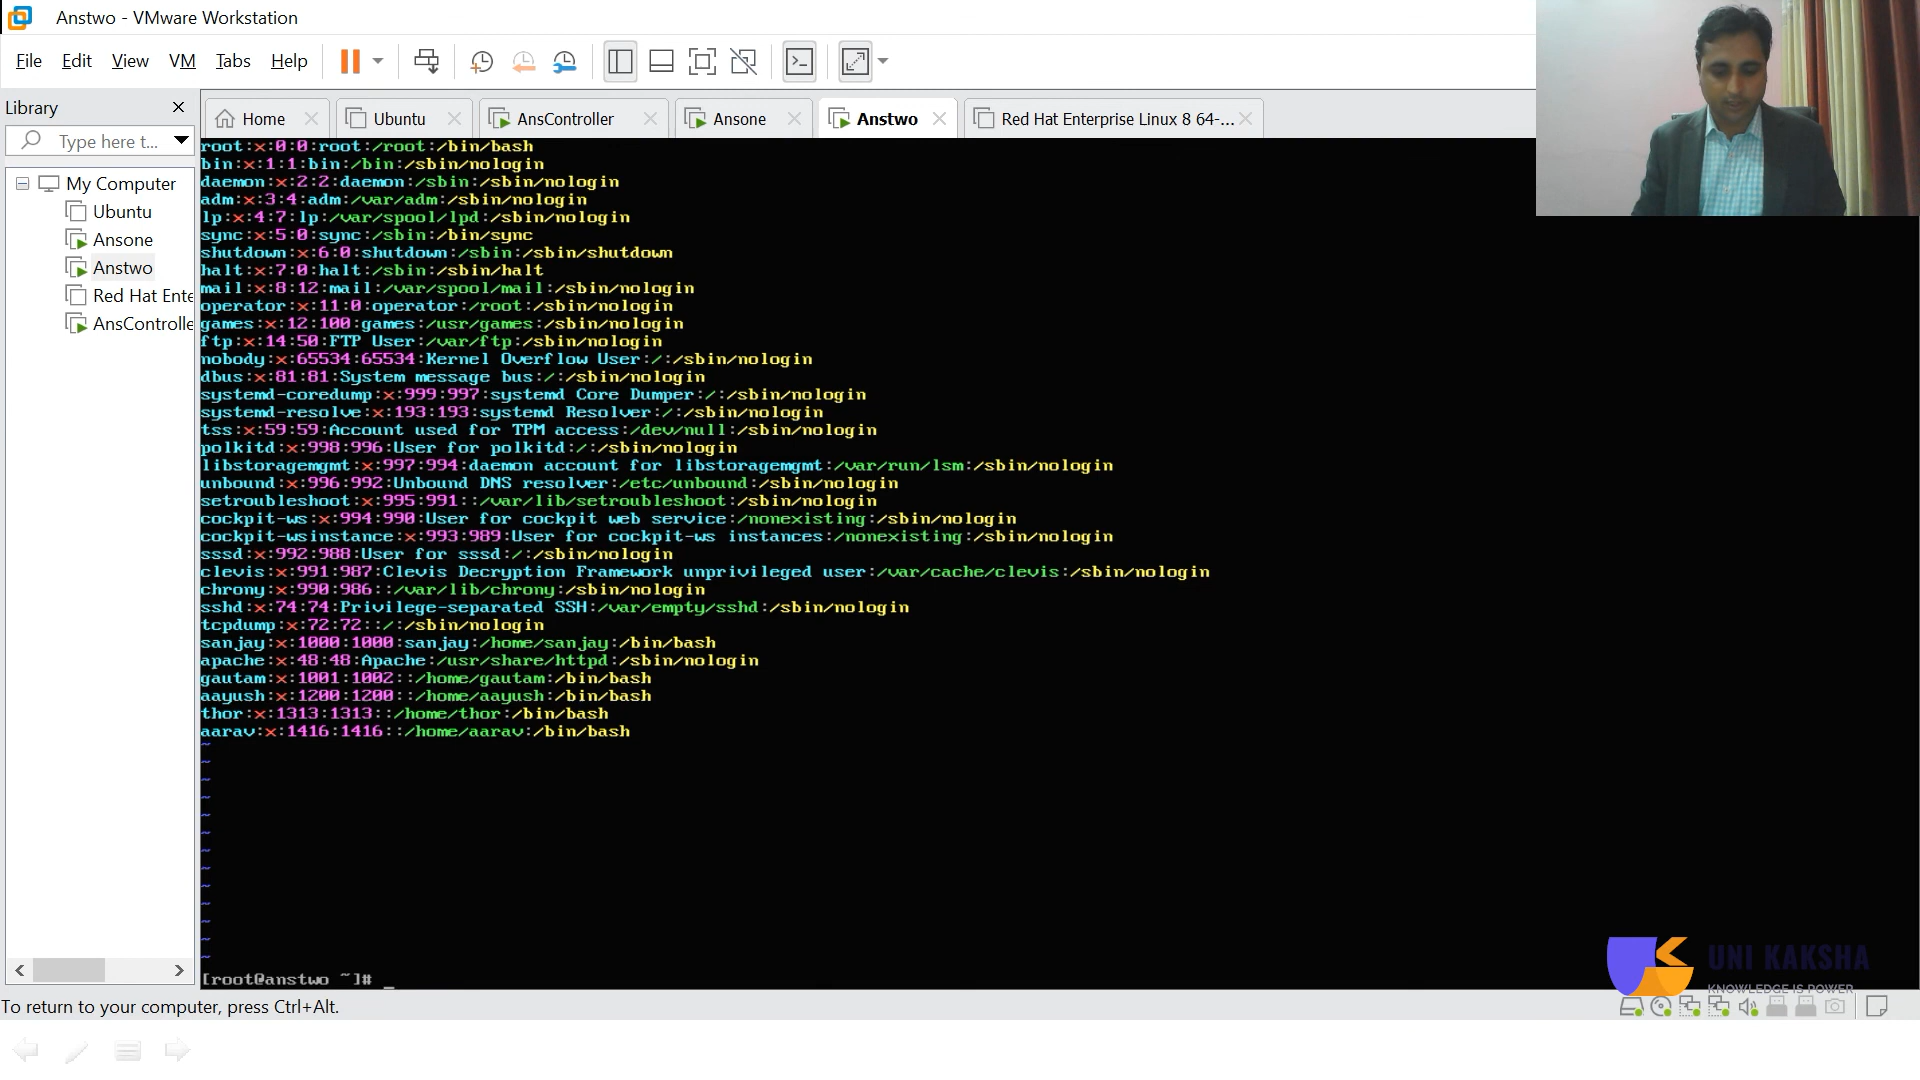 Anstwo - VMware Workstation
File Edit View VM Tabs Help
Library
Type here t...
Home
Ubuntu
AnsController
Ansone
Anstwo
Red Hat Enterprise Linux 8 64-...
My Computer
Ubuntu
Ansone
Anstwo
Red Hat Ente
AnsControlle
root:x:0:0:root:/root:/bin/bash
bin:x:1:1:bin:/bin:/sbin/nologin
daemon:x:2:2:daemon:/sbin:/sbin/nologin
adm:x:3:4:adm:/var/adm:/sbin/nologin
lp:x:4:7:lp:/var/spool/lpd:/sbin/nologin
sync:x:5:0:sync:/sbin:/bin/sync
shutdown:x:6:0:shutdown:/sbin:/sbin/shutdown
halt:x:7:0:halt:/sbin:/sbin/halt
mail:x:8:12:mail:/var/spool/mail:/sbin/nologin
operator:x:11:0:operator:/root:/sbin/nologin
games:x:12:100:games:/usr/games:/sbin/nologin
ftp:x:14:50:FTP User:/var/ftp:/sbin/nologin
nobody:x:65534:65534:Kernel Overflow User:/:/sbin/nologin
dbus:x:81:81:System message bus:/:/sbin/nologin
systemd-coredump:x:999:997:systemd Core Dumper:/:/sbin/nologin
systemd-resolve:x:193:193:systemd Resolver:/:/sbin/nologin
tss:x:59:59:Account used for TPM access:/dev/null:/sbin/nologin
polkitd:x:998:996:User for polkitd:/:/sbin/nologin
libstoragemgmt:x:997:994:daemon account for libstoragemgmt:/var/run/lsm:/sbin/nologin
unbound:x:996:992:Unbound DNS resolver:/etc/unbound:/sbin/nologin
setroubleshoot:x:995:991::/var/lib/setroubleshoot:/sbin/nologin
cockpit-ws:x:994:990:User for cockpit web service:/nonexisting:/sbin/nologin
cockpit-wsinstance:x:993:989:User for cockpit-ws instances:/nonexisting:/sbin/nologin
sssd:x:992:988:User for sssd:/:/sbin/nologin
clevis:x:991:987:Clevis Decryption Framework unprivileged user:/var/cache/clevis:/sbin/nologin
chrony:x:990:986::/var/lib/chrony:/sbin/nologin
sshd:x:74:74:Privilege-separated SSH:/var/empty/sshd:/sbin/nologin
tcpdump:x:72:72::/:/sbin/nologin
sanjay:x:1000:1000:sanjay:/home/sanjay:/bin/bash
apache:x:48:48:Apache:/usr/share/httpd:/sbin/nologin
gautam:x:1001:1002::/home/gautam:/bin/bash
aayush:x:1200:1200::/home/aayush:/bin/bash
thor:x:1313:1313::/home/thor:/bin/bash
aarav:x:1416:1416::/home/aarav:/bin/bash
~
~
~
~
~
~
~
~
~
~
~
~
~
[root@anstwo ~]# _
UNI KAKSHA
KNOWLEDGE IS POWER
To return to your computer, press Ctrl+Alt.